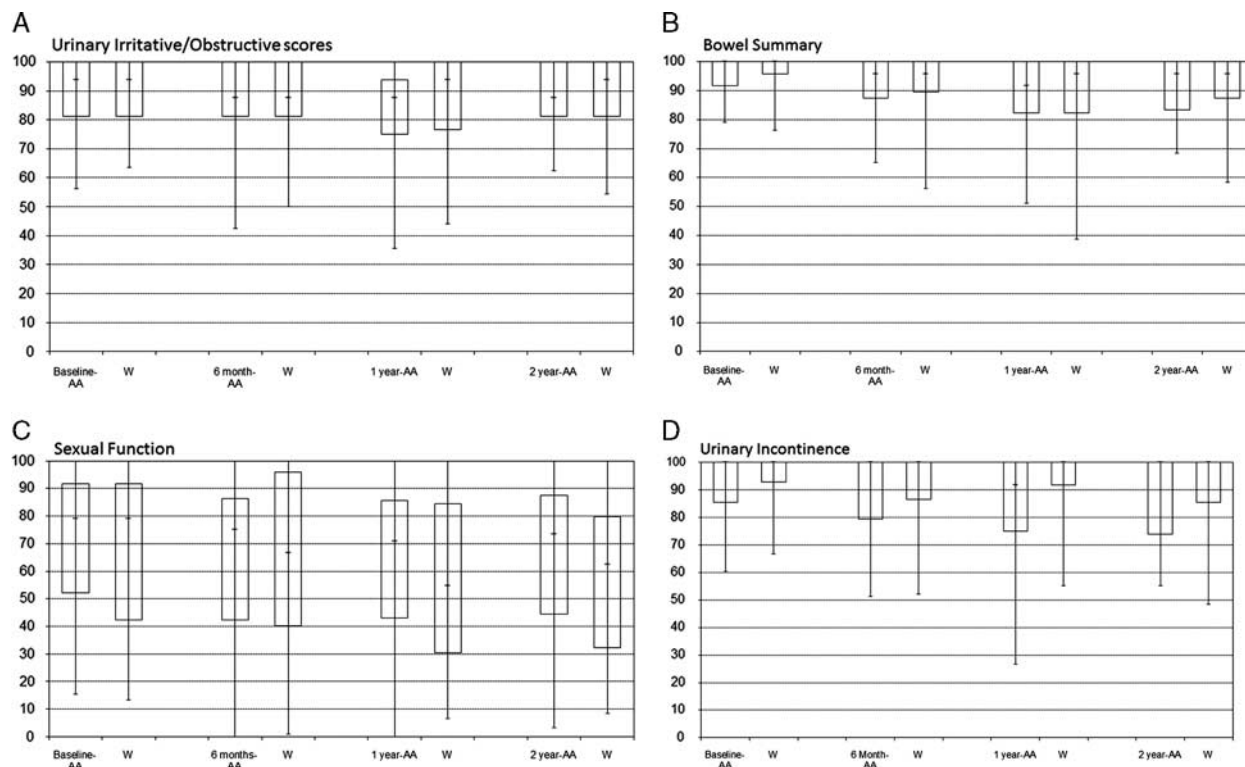 A
Urinary Irritative/Obstructive scores
100
90
80
70
60
50
40
30
20
10
0
Baseline- W 6 month- W 1 year-AA W 2 year-AA W
AA AA
B
Bowel Summary
100
90
80
70
60
50
40
30
20
10
0
Baseline- W 6 month- W 1 year-AA W 2 year-AA W
AA AA
C
Sexual Function
100
90
80
70
60
50
40
30
20
10
0
Baseline- W 6 months- W 1 year-AA W 2 year-AA W
AA AA
D
Urinary Incontinence
100
90
80
70
60
50
40
30
20
10
0
Baseline- W 6 Month- W 1 year-AA W 2 year-AA W
AA AA